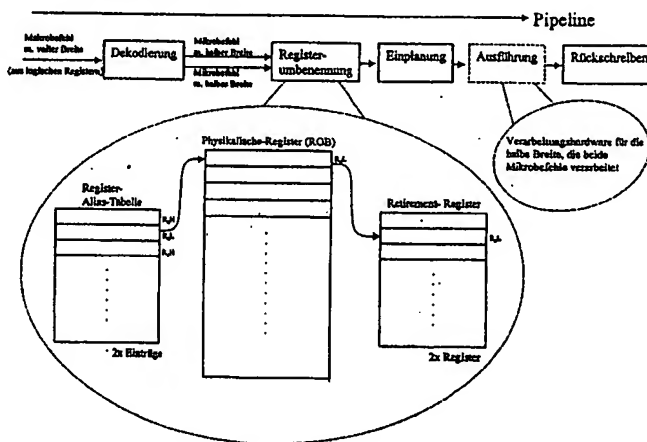 Pipeline
Makrobefehl
m. voller Breite
(aus logischen Registern)
Dekodierung
Mikrobefehl
m. halber Breite
Mikrobefehl
m. halber Breite
Register-
umbenennung
Einplanung
Ausführung
Rückschreiben
Verarbeitungshardware für die
halbe Breite, die beide
Mikrobefehle verarbeitet
Physikalische-Register (ROB)
Register-
Alias-Tabelle
Retirement- Register
2x Einträge
2x Register